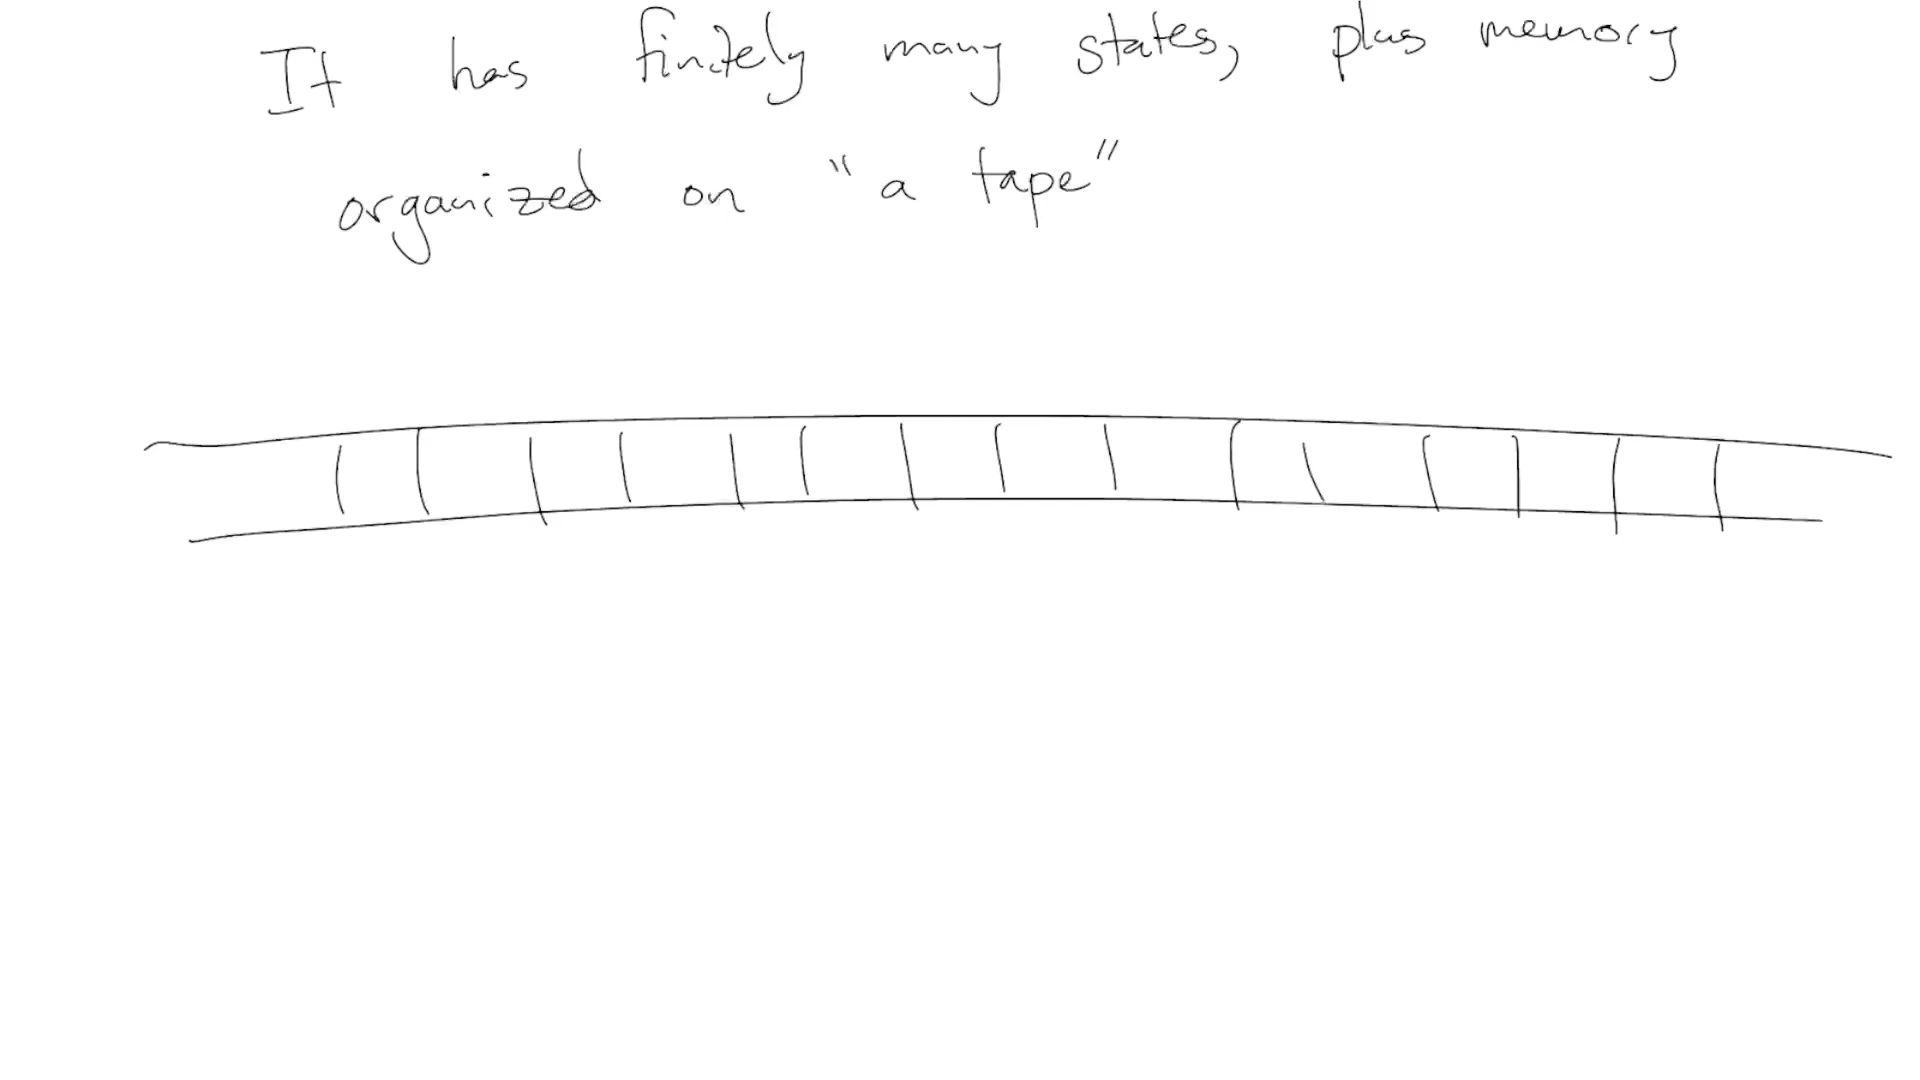 It has finitely many states, plus memory
organized on "a tape"